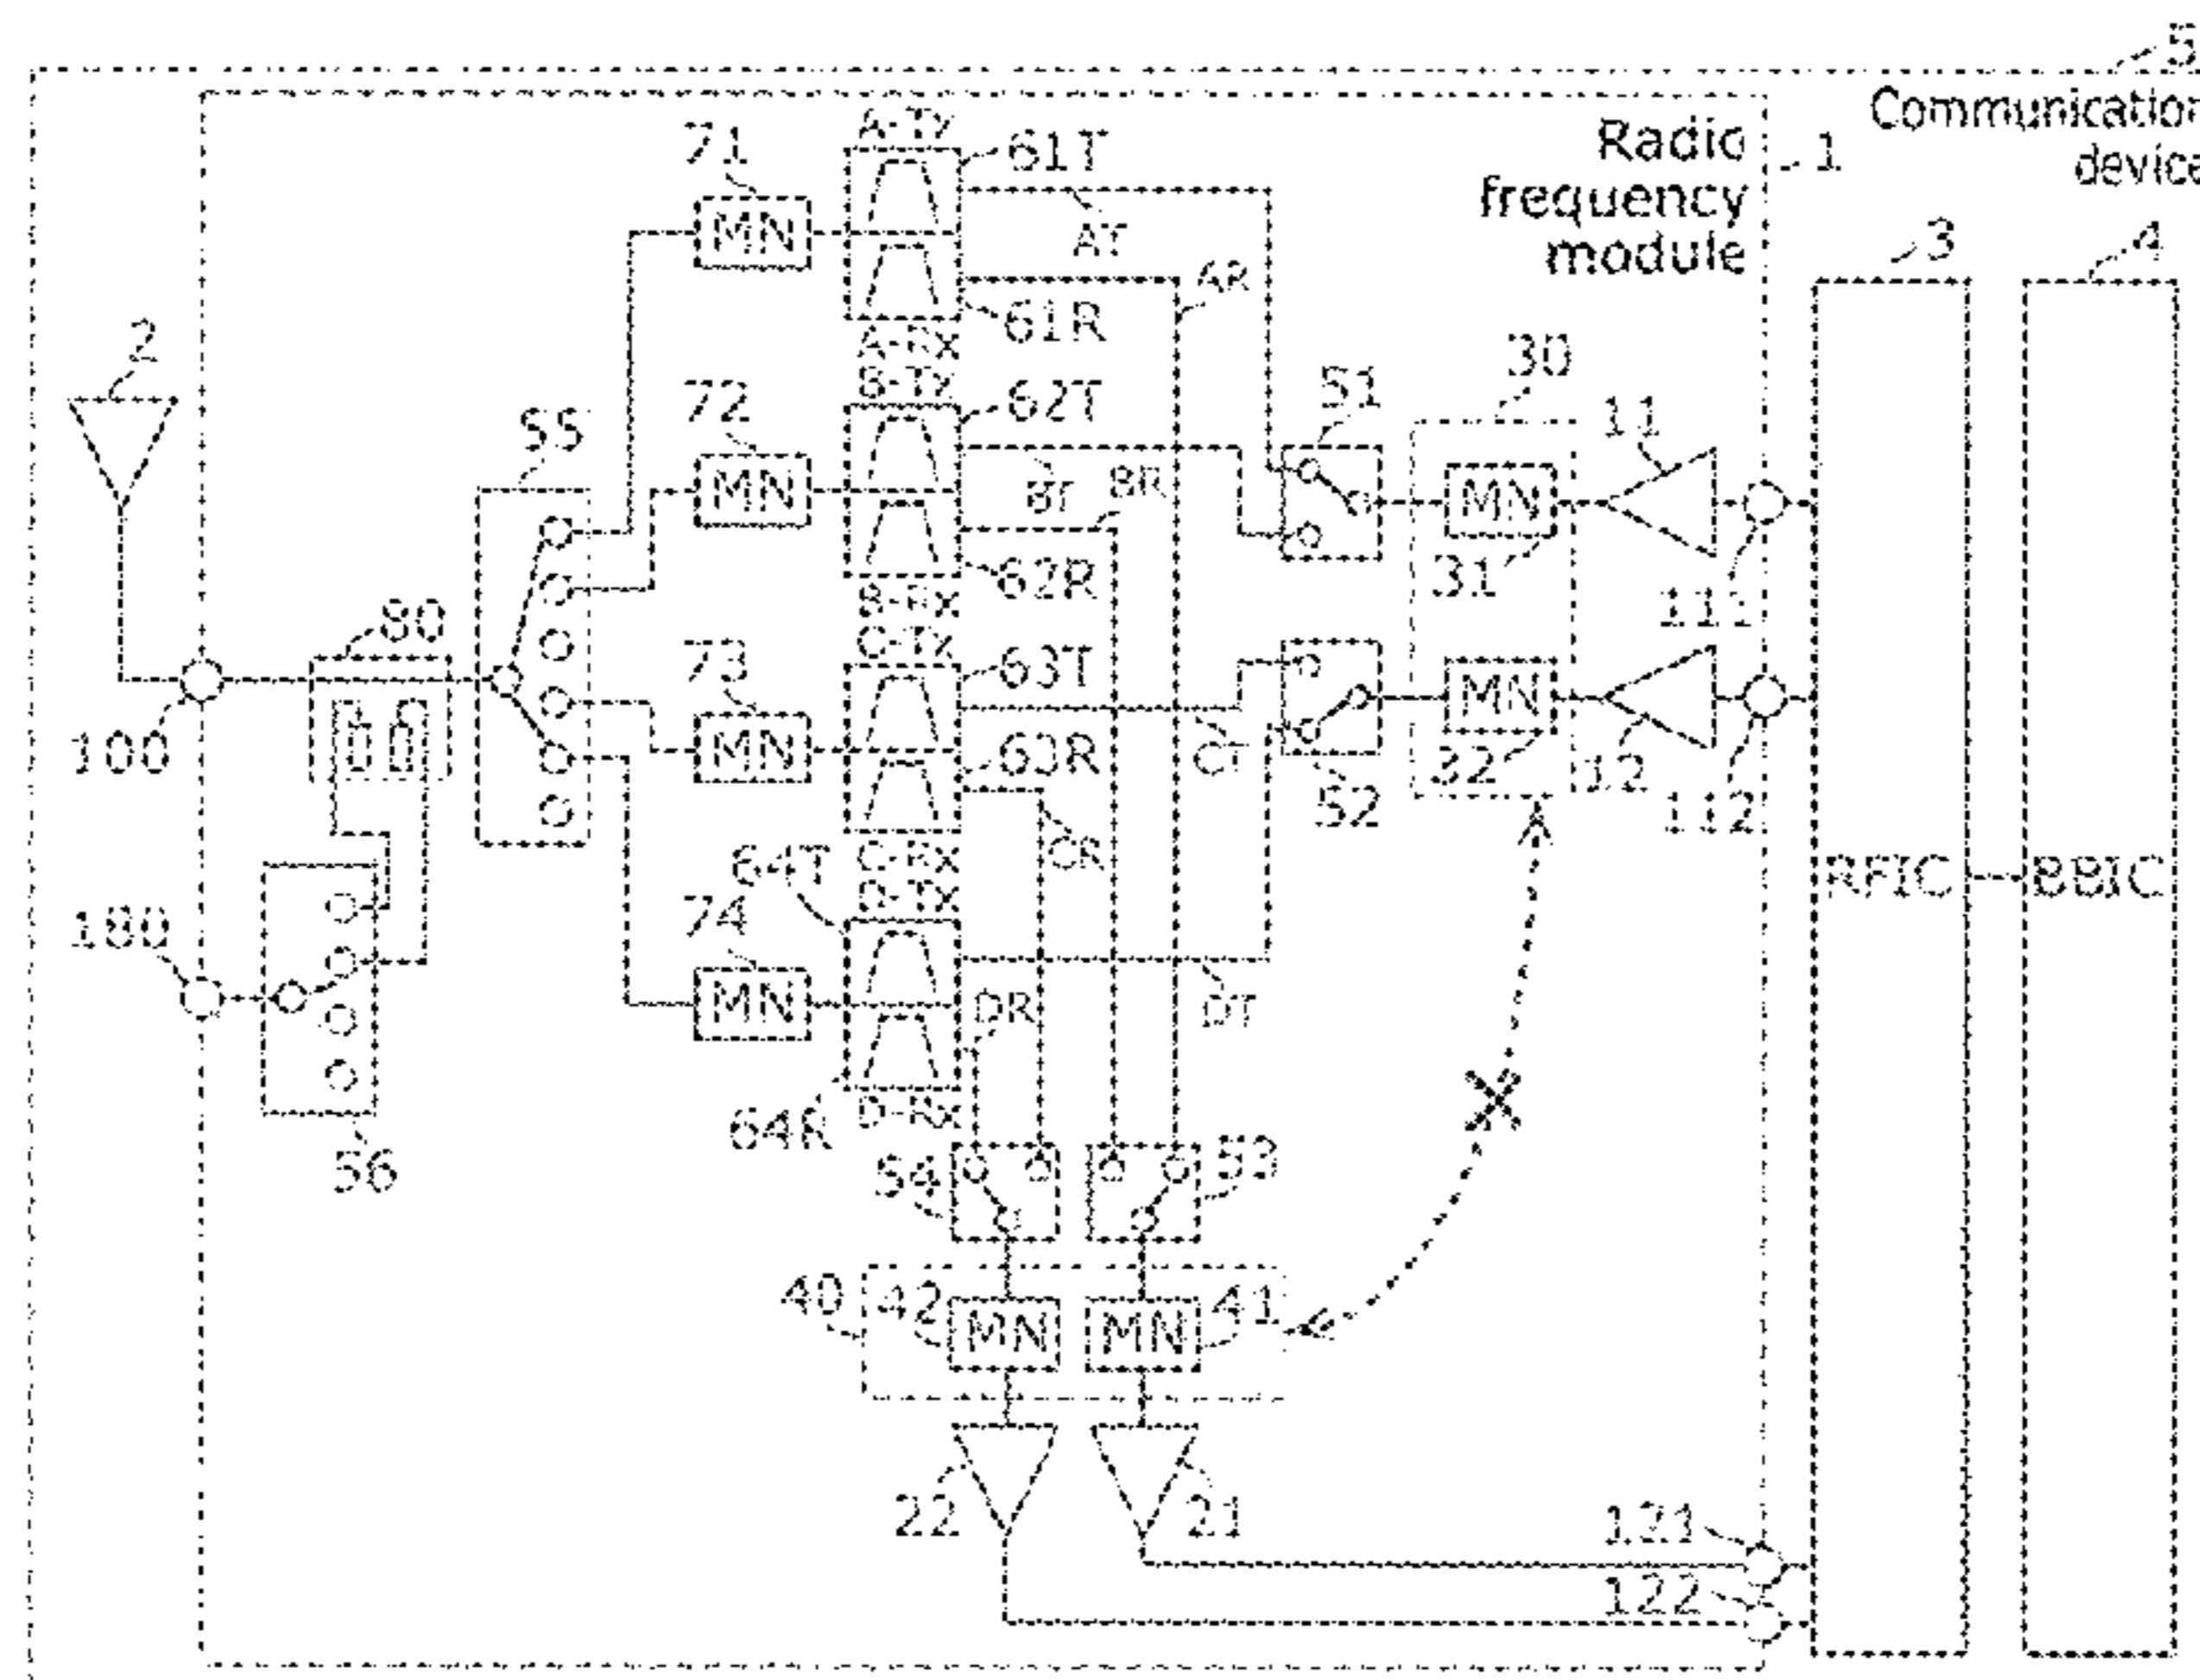 5
Communication
device
Radio
frequency
module
1
3
4
2
71
MN
A-Tx
61T
AT
AR
61R
A-Rx
B-Tx
72
MN
62T
BT
BR
62R
B-Rx
55
51
30
11
MN
31
111
80
100
C-Tx
73
MN
63T
CT
63R
CR
C-Rx
52
MN
32
12
112
RFIC
BBIC
180
56
64T
D-Tx
74
MN
DR
DT
64R
D-Rx
54
53
40
42
MN
MN
41
22
21
121
122